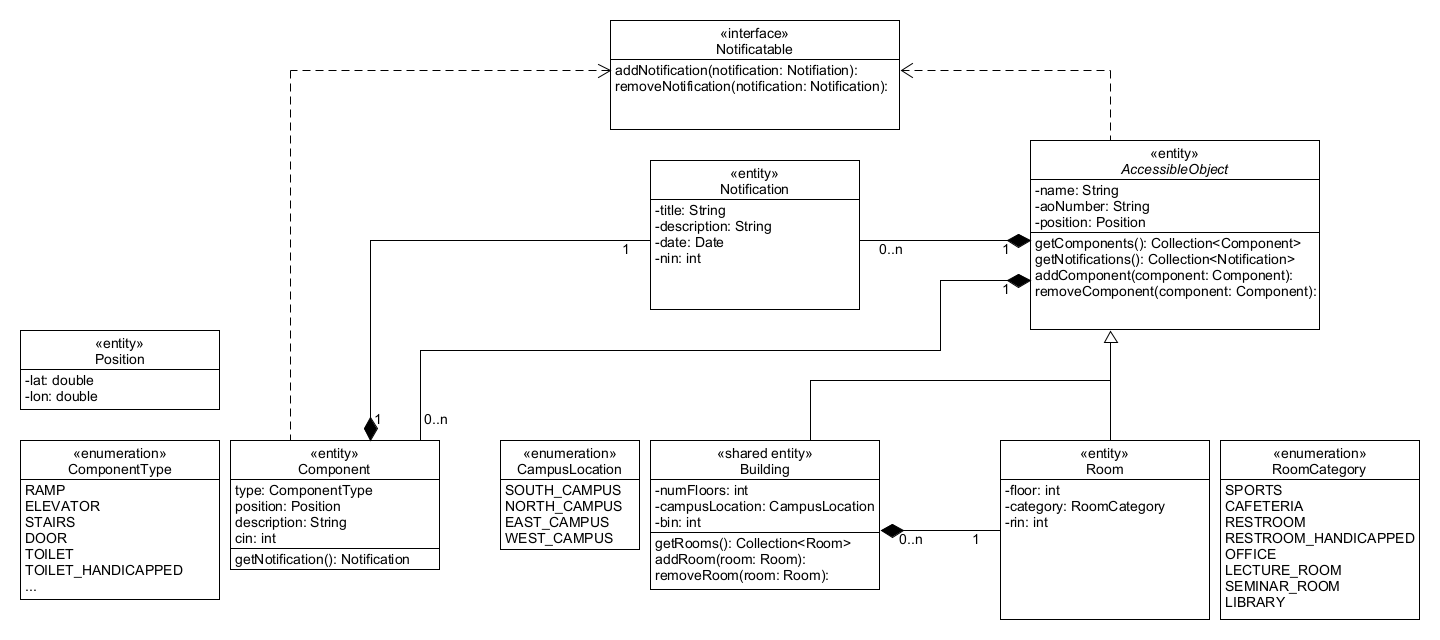 «interface»
Notificatable
addNotification(notification: Notifiation):
removeNotification(notification: Notification):
«entity»
AccessibleObject
-name: String
-aoNumber: String
-position: Position
getComponents(): Collection<Component>
getNotifications(): Collection<Notification>
addComponent(component: Component):
removeComponent(component: Component):
«entity»
Notification
-title: String
-description: String
-date: Date
-nin: int
1
0..n
1
1
«entity»
Position
-lat: double
-lon: double
1
0..n
«enumeration»
ComponentType
RAMP
ELEVATOR
STAIRS
DOOR
TOILET
TOILET_HANDICAPPED
...
«entity»
Component
type: ComponentType
position: Position
description: String
cin: int
getNotification(): Notification
«enumeration»
CampusLocation
SOUTH_CAMPUS
NORTH_CAMPUS
EAST_CAMPUS
WEST_CAMPUS
«shared entity»
Building
-numFloors: int
-campusLocation: CampusLocation
-bin: int
getRooms(): Collection<Room>
addRoom(room: Room):
removeRoom(room: Room):
0..n
1
«entity»
Room
-floor: int
-category: RoomCategory
-rin: int
«enumeration»
RoomCategory
SPORTS
CAFETERIA
RESTROOM
RESTROOM_HANDICAPPED
OFFICE
LECTURE_ROOM
SEMINAR_ROOM
LIBRARY